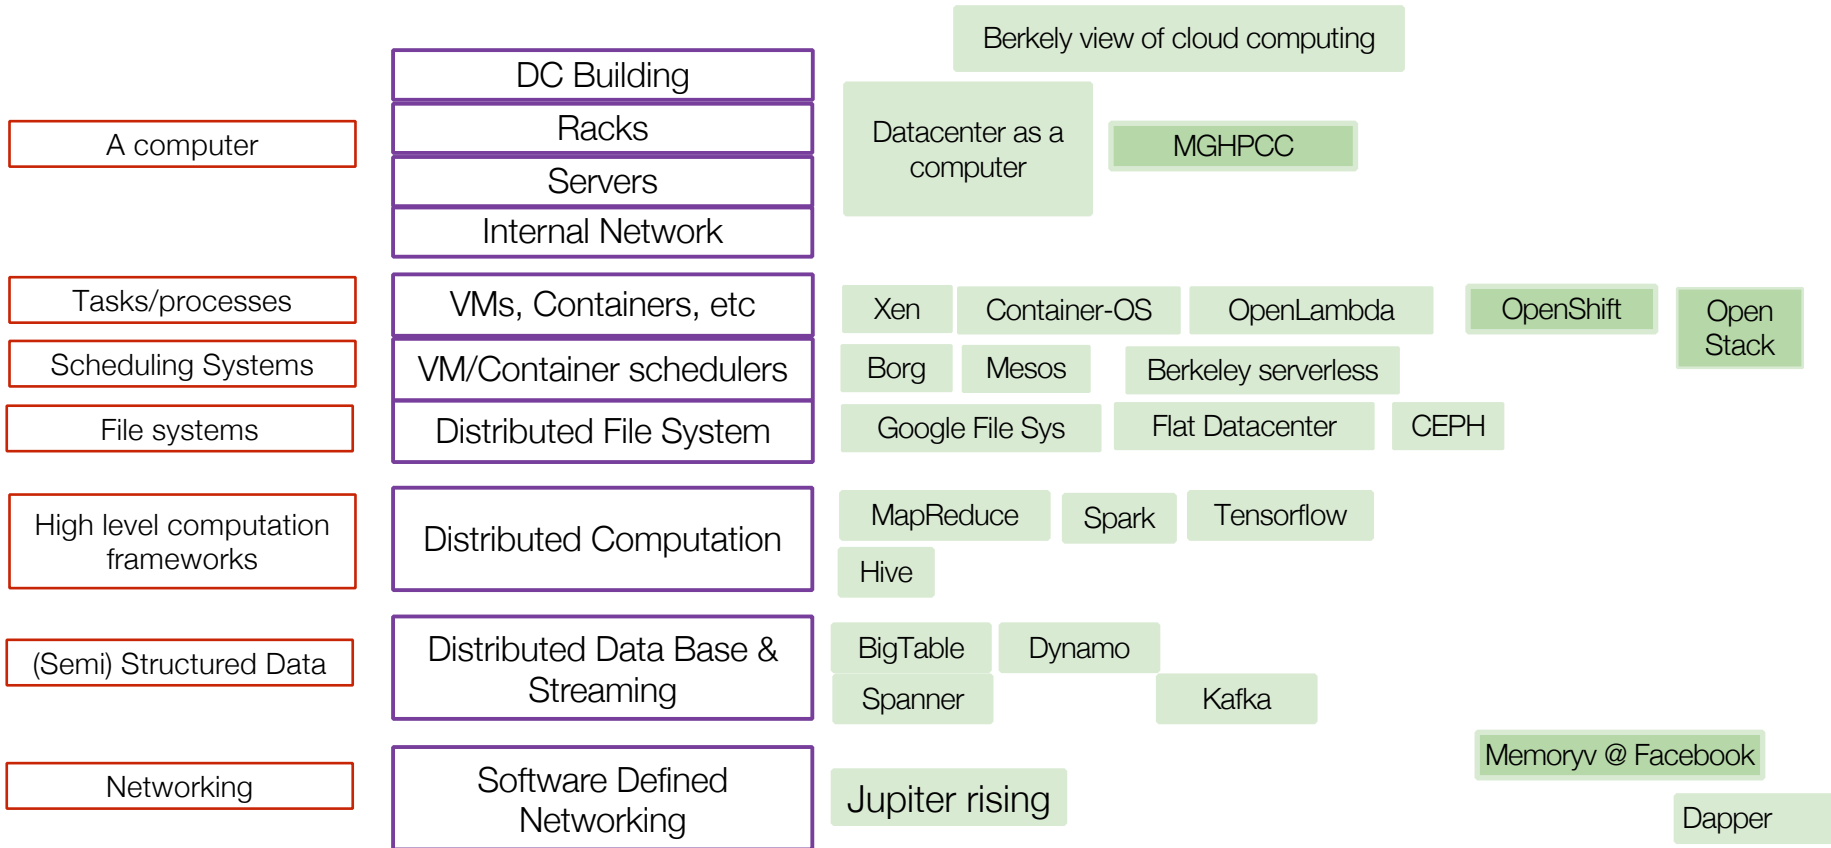 Berkely view of cloud computing
DC Building
Racks
A computer
Datacenter as a
computer
MGHPCC
Servers
Internal Network
Tasks/processes
VMs, Containers, etc
Xen
Container-OS
OpenLambda
OpenShift
Open
Stack
Scheduling Systems
VM/Container schedulers
Borg
Mesos
Berkeley serverless
File systems
Distributed File System
Google File Sys
Flat Datacenter
CEPH
High level computation
frameworks
Distributed Computation
MapReduce
Spark
Tensorflow
Hive
(Semi) Structured Data
Distributed Data Base &
Streaming
BigTable
Dynamo
Spanner
Kafka
Networking
Software Defined
Networking
Jupiter rising
Memoryv @ Facebook
Dapper